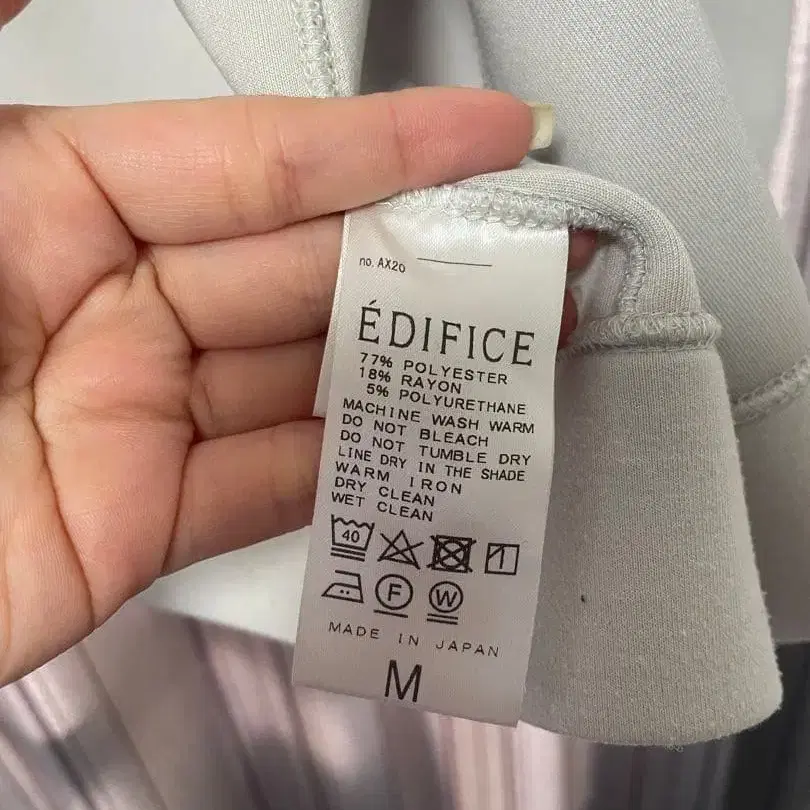 no. AX20
ÉDIFICE
77% POLYESTER
18% RAYON
5% POLYURETHANE
MACHINE WASH WARM
DO NOT BLEACH
DO NOT TUMBLE DRY
LINE DRY IN THE SHADE
WARM IRON
DRY CLEAN
WET CLEAN
40
F W
MADE IN JAPAN
M